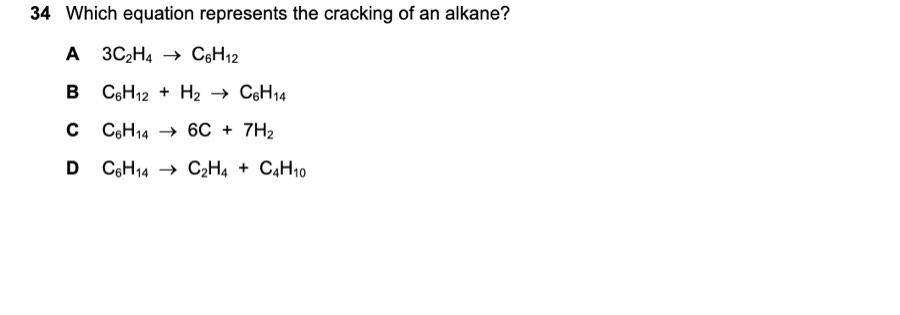 34 Which equation represents the cracking of an alkane?
A 3C₂H₄ → C₆H₁₂
B C₆H₁₂ + H₂ → C₆H₁₄
C C₆H₁₄ → 6C + 7H₂
D C₆H₁₄ → C₂H₄ + C₄H₁₀